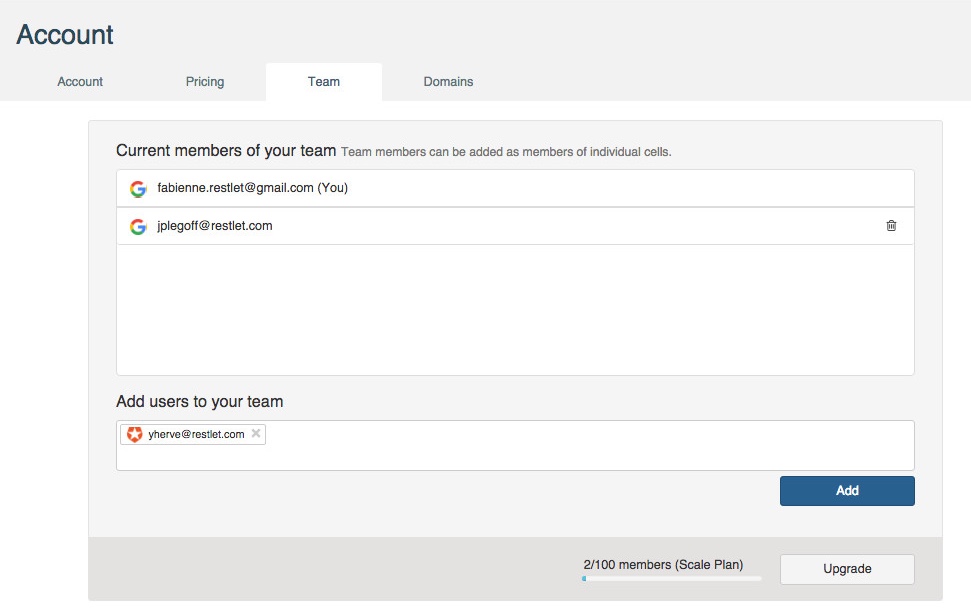 Account
Account Pricing Team Domains
Current members of your team Team members can be added as members of individual cells.
fabienne.restlet@gmail.com (You)
jplegoff@restlet.com
Add users to your team
yherve@restlet.com
Add
2/100 members (Scale Plan)
Upgrade